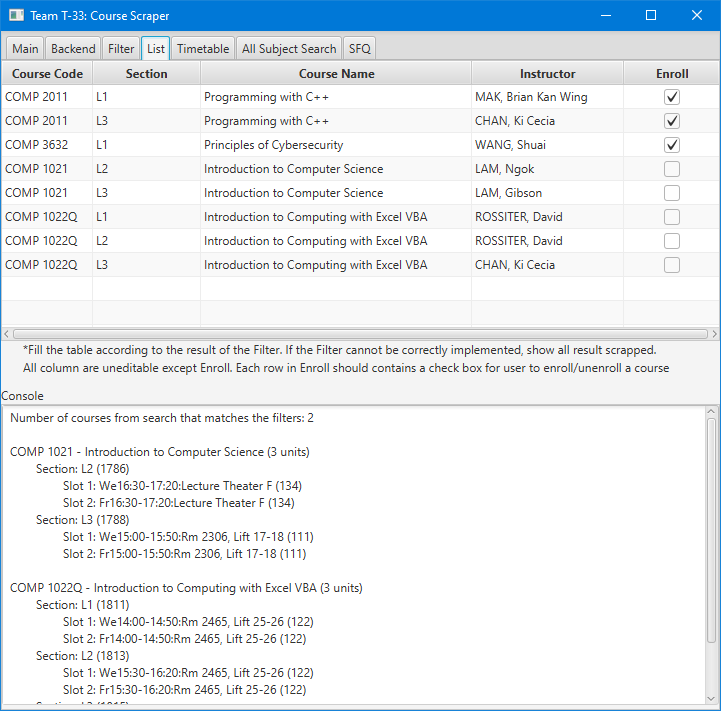 Team T-33: Course Scraper
Main Backend Filter List Timetable All Subject Search SFQ
Course Code Section Course Name Instructor Enroll
COMP 2011 L1 Programming with C++ MAK, Brian Kan Wing
COMP 2011 L3 Programming with C++ CHAN, Ki Cecia
COMP 3632 L1 Principles of Cybersecurity WANG, Shuai
COMP 1021 L2 Introduction to Computer Science LAM, Ngok
COMP 1021 L3 Introduction to Computer Science LAM, Gibson
COMP 1022Q L1 Introduction to Computing with Excel VBA ROSSITER, David
COMP 1022Q L2 Introduction to Computing with Excel VBA ROSSITER, David
COMP 1022Q L3 Introduction to Computing with Excel VBA CHAN, Ki Cecia
*Fill the table according to the result of the Filter. If the Filter cannot be correctly implemented, show all result scrapped.
All column are uneditable except Enroll. Each row in Enroll should contains a check box for user to enroll/unenroll a course
Console
Number of courses from search that matches the filters: 2
COMP 1021 - Introduction to Computer Science (3 units)
Section: L2 (1786)
Slot 1: We16:30-17:20:Lecture Theater F (134)
Slot 2: Fr16:30-17:20:Lecture Theater F (134)
Section: L3 (1788)
Slot 1: We15:00-15:50:Rm 2306, Lift 17-18 (111)
Slot 2: Fr15:00-15:50:Rm 2306, Lift 17-18 (111)
COMP 1022Q - Introduction to Computing with Excel VBA (3 units)
Section: L1 (1811)
Slot 1: We14:00-14:50:Rm 2465, Lift 25-26 (122)
Slot 2: Fr14:00-14:50:Rm 2465, Lift 25-26 (122)
Section: L2 (1813)
Slot 1: We15:30-16:20:Rm 2465, Lift 25-26 (122)
Slot 2: Fr15:30-16:20:Rm 2465, Lift 25-26 (122)